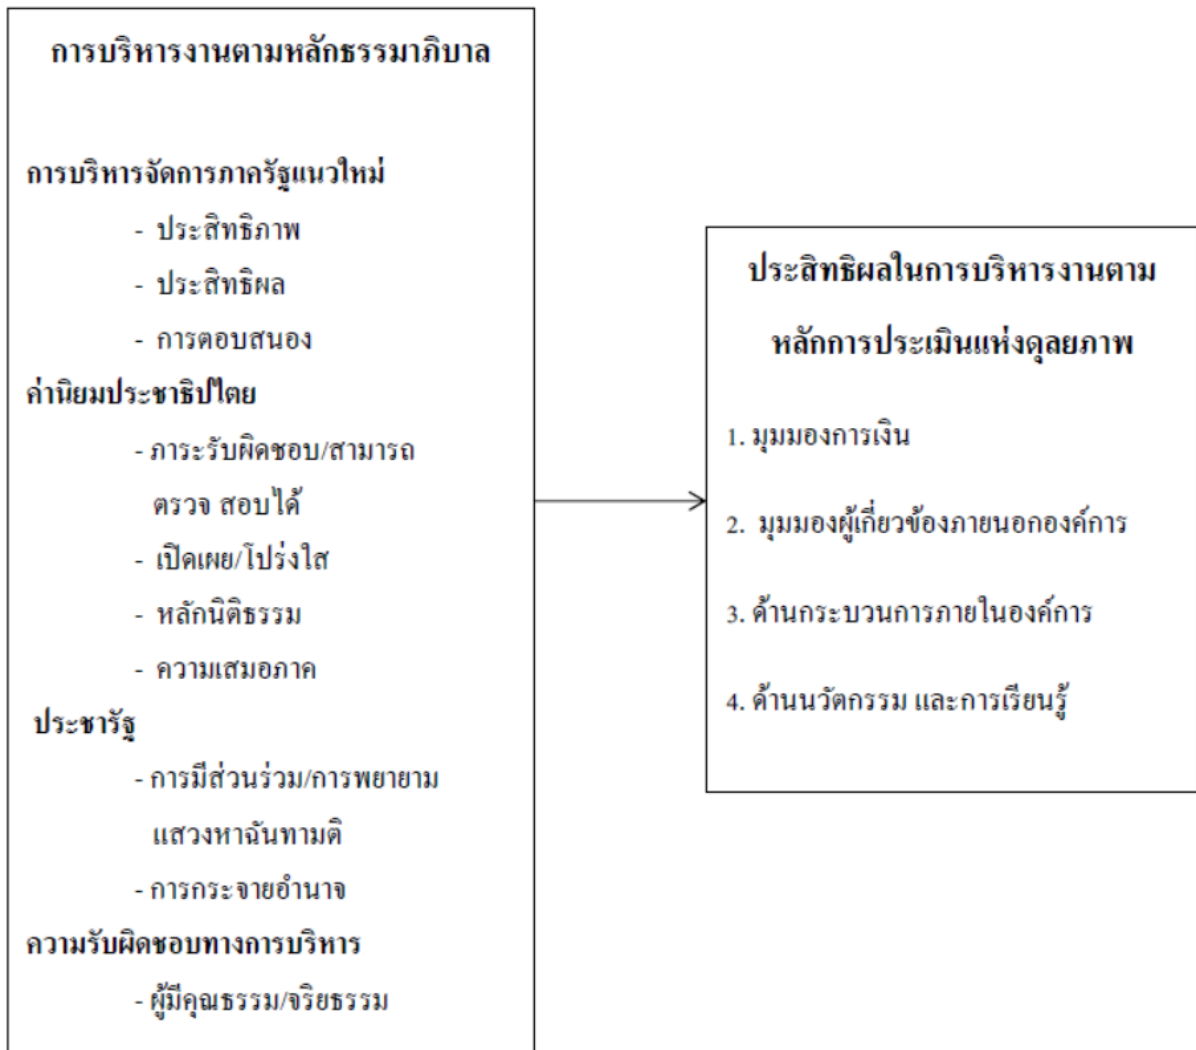 การบริหารงานตามหลักธรรมาภิบาล
การบริหารจัดการภาครัฐแนวใหม่
- ประสิทธิภาพ
- ประสิทธิผล
- การตอบสนอง
ค่านิยมประชาธิปไตย
- ภาระรับผิดชอบ/สามารถ
ตรวจ สอบได้
- เปิดเผย/โปร่งใส
- หลักนิติธรรม
- ความเสมอภาค
ประชารัฐ
- การมีส่วนร่วม/การพยายาม
แสวงหาฉันทามติ
- การกระจายอำนาจ
ความรับผิดชอบทางการบริหาร
- ผู้มีคุณธรรม/จริยธรรม
ประสิทธิผลในการบริหารงานตาม
หลักการประเมินแห่งดุลยภาพ
1. มุมมองการเงิน
2. มุมมองผู้เกี่ยวข้องภายนอกองค์การ
3. ด้านกระบวนการภายในองค์การ
4. ด้านนวัตกรรม และการเรียนรู้